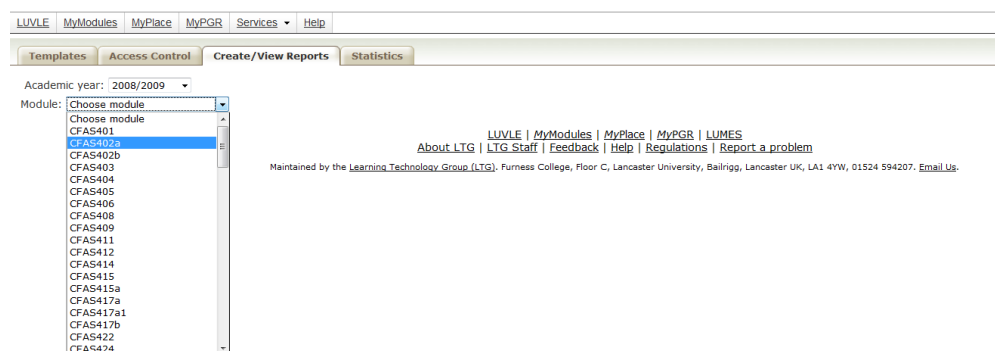 LUVLE MyModules MyPlace MyPGR Services Help
Templates Access Control Create/View Reports Statistics
Academic year: 2008/2009
Module: Choose module
Choose module
CFAS401
CFAS402a
CFAS402b
CFAS403
CFAS404
CFAS405
CFAS406
CFAS408
CFAS409
CFAS411
CFAS412
CFAS414
CFAS415
CFAS415a
CFAS417a
CFAS417a1
CFAS417b
CFAS422
CFAS424
LUVLE | MyModules | MyPlace | MyPGR | LUMES
About LTG | LTG Staff | Feedback | Help | Regulations | Report a problem
Maintained by the Learning Technology Group (LTG). Furness College, Floor C, Lancaster University, Bailrigg, Lancaster UK, LA1 4YW, 01524 594207. Email Us.